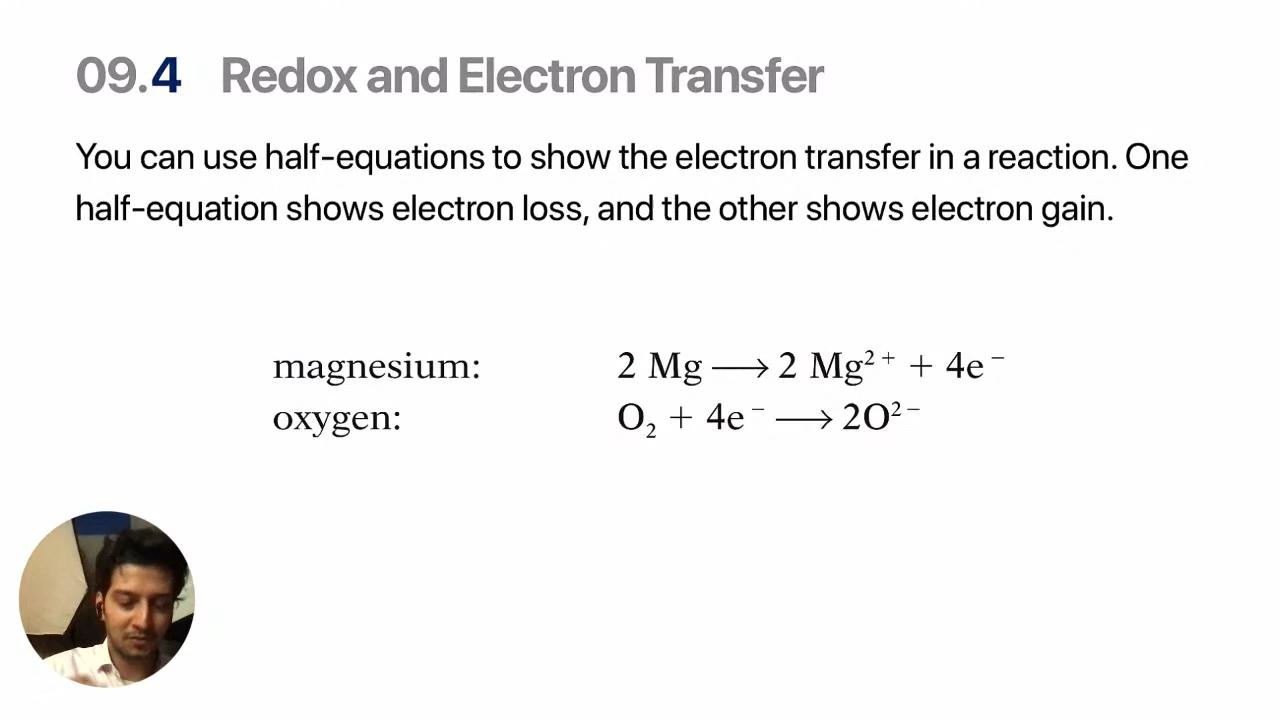 09.4 Redox and Electron Transfer
You can use half-equations to show the electron transfer in a reaction. One
half-equation shows electron loss, and the other shows electron gain.
magnesium: 2 Mg ⟶ 2 Mg²⁺ + 4e⁻
oxygen: O₂ + 4e⁻ ⟶ 2O²⁻